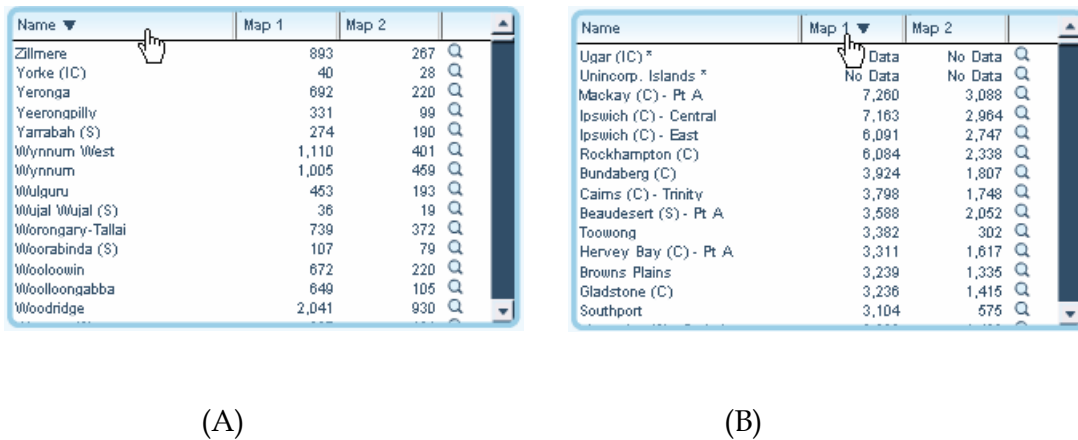 Name ▼ Map 1 Map 2
Zillmere 893 267
Yorke (IC) 40 28
Yeronga 692 220
Yeerongpilly 331 99
Yarrabah (S) 274 190
Wynnum West 1,110 401
Wynnum 1,005 459
Wulguru 453 193
Wujal Wujal (S) 36 19
Worongary-Tallai 739 372
Woorabinda (S) 107 79
Wooloowin 672 220
Woolloongabba 649 105
Woodridge 2,041 930
(A)
Name Map 1 ▼ Map 2
Ugar (IC) * Data No Data
Unincorp. Islands * No Data No Data
Mackay (C) - Pt A 7,260 3,088
Ipswich (C) - Central 7,163 2,964
Ipswich (C) - East 6,091 2,747
Rockhampton (C) 6,084 2,338
Bundaberg (C) 3,924 1,807
Cairns (C) - Trinity 3,798 1,748
Beaudesert (S) - Pt A 3,588 2,052
Toowong 3,382 302
Hervey Bay (C) - Pt A 3,311 1,617
Browns Plains 3,239 1,335
Gladstone (C) 3,236 1,415
Southport 3,104 575
(B)